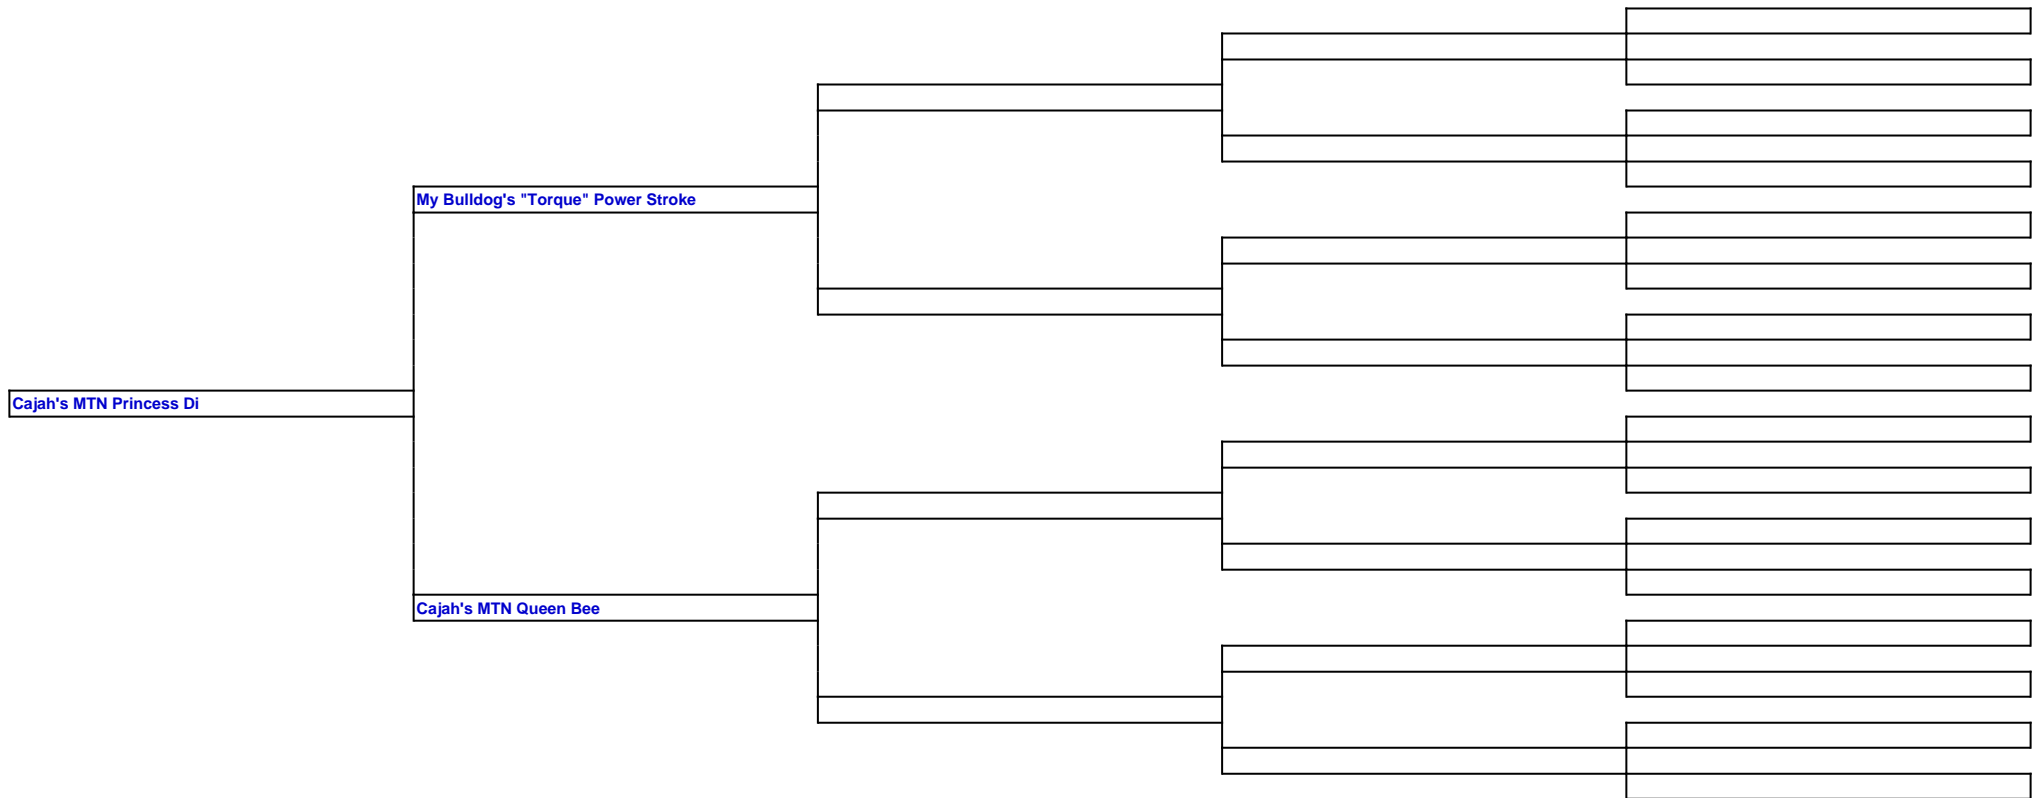 My Bulldog's "Torque" Power Stroke
Cajah's MTN Princess Di
Cajah's MTN Queen Bee